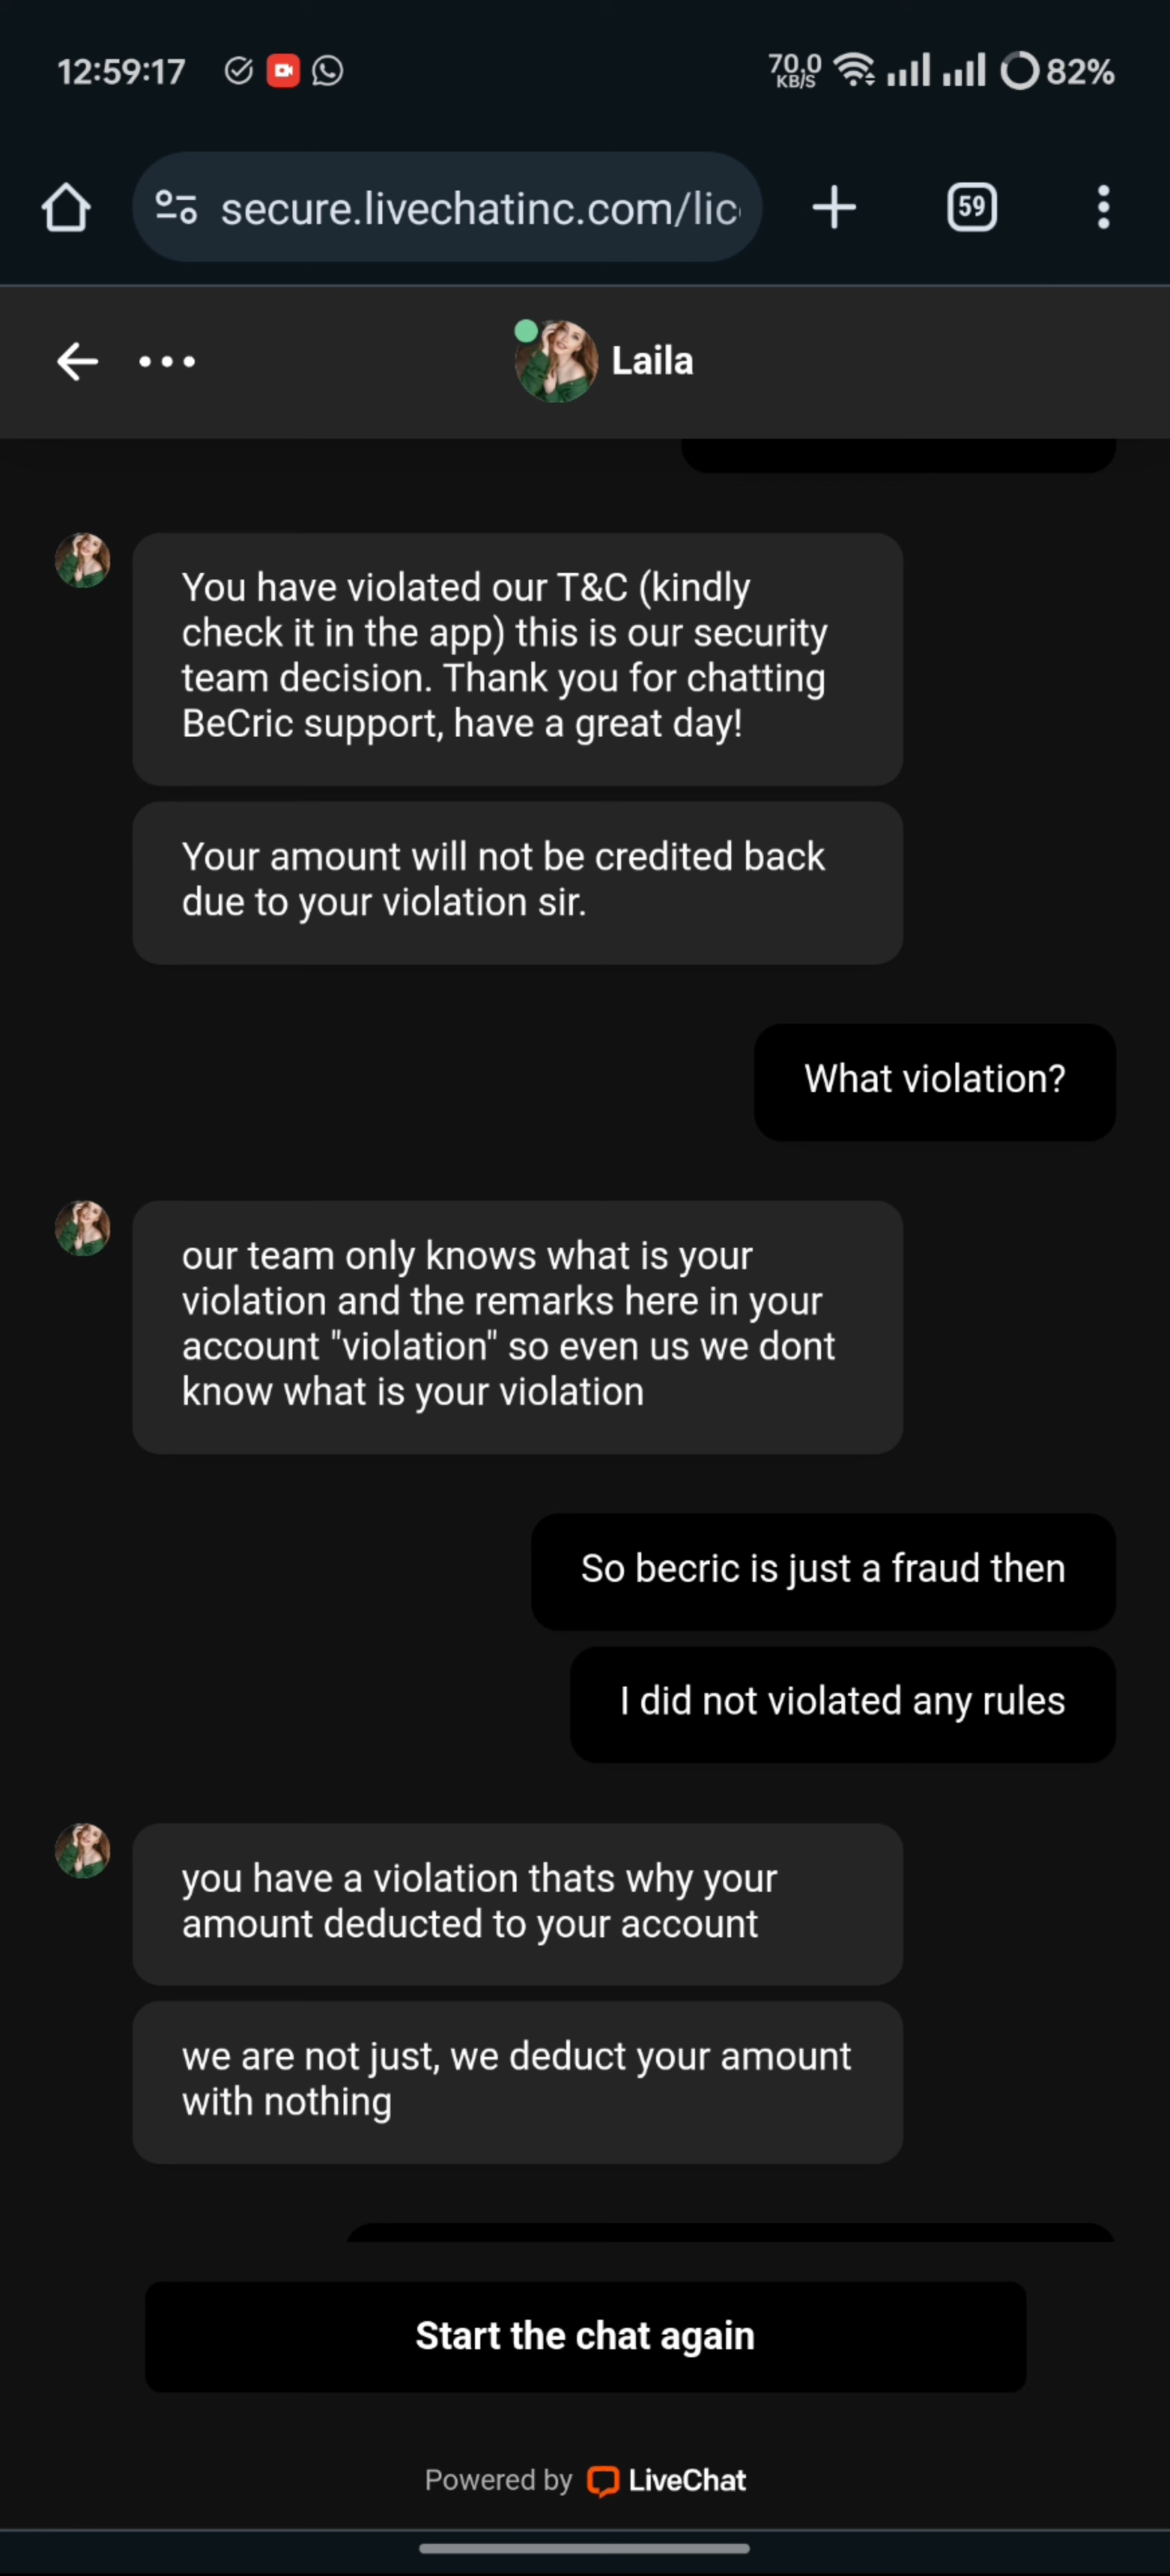 12:59:17
70.0
KB/S
82%
secure.livechatinc.com/lic
59
Laila
You have violated our T&C (kindly
check it in the app) this is our security
team decision. Thank you for chatting
BeCric support, have a great day!
Your amount will not be credited back
due to your violation sir.
What violation?
our team only knows what is your
violation and the remarks here in your
account "violation" so even us we dont
know what is your violation
So becric is just a fraud then
I did not violated any rules
you have a violation thats why your
amount deducted to your account
we are not just, we deduct your amount
with nothing
Start the chat again
Powered by LiveChat